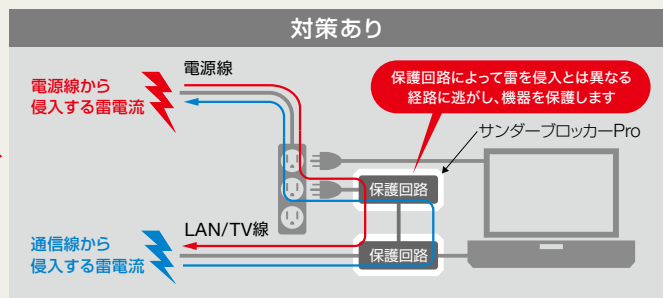 対策あり
電源線から
侵入する雷電流
電源線
保護回路によって雷を侵入とは異なる
経路に逃がし、機器を保護します
サンダーブロッカーPro
保護回路
LAN/TV線
通信線から
侵入する雷電流
保護回路